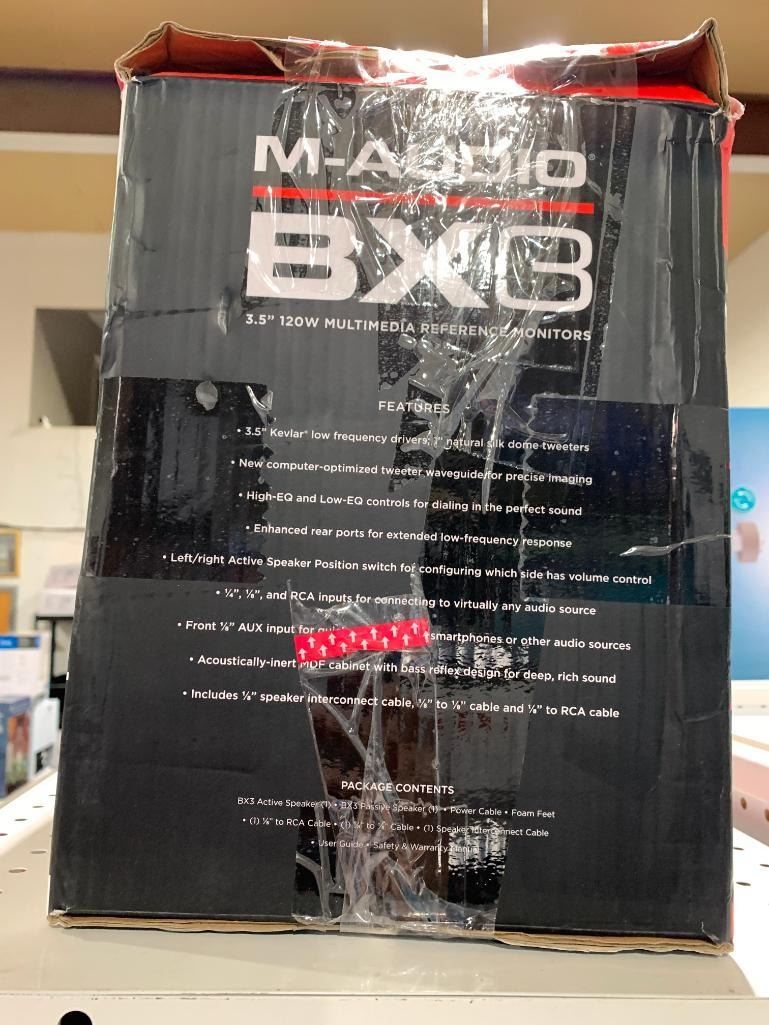 M-AUDIO
BX3
3.5" 120W MULTIMEDIA REFERENCE MONITORS
FEATURES
• 3.5" Kevlar® low frequency drivers; 1" natural silk dome tweeters
• New computer-optimized tweeter waveguide for precise imaging
• High-EQ and Low-EQ controls for dialing in the perfect sound
• Enhanced rear ports for extended low-frequency response
• Left/right Active Speaker Position switch for configuring which side has volume control
• ¼", ⅛", and RCA inputs for connecting to virtually any audio source
• Front ⅛" AUX input for smartphones or other audio sources
• Acoustically-inert MDF cabinet with bass reflex design for deep, rich sound
• Includes ⅛" speaker interconnect cable, ⅛" to ⅛" cable and ⅛" to RCA cable
PACKAGE CONTENTS
BX3 Active Speaker (1) • BX3 Passive Speaker (1) • Power Cable • Foam Feet
• (1) ⅛" to RCA Cable • (1) ⅛" to ⅛" Cable • (1) Speaker Interconnect Cable
• User Guide • Safety & Warranty Manual